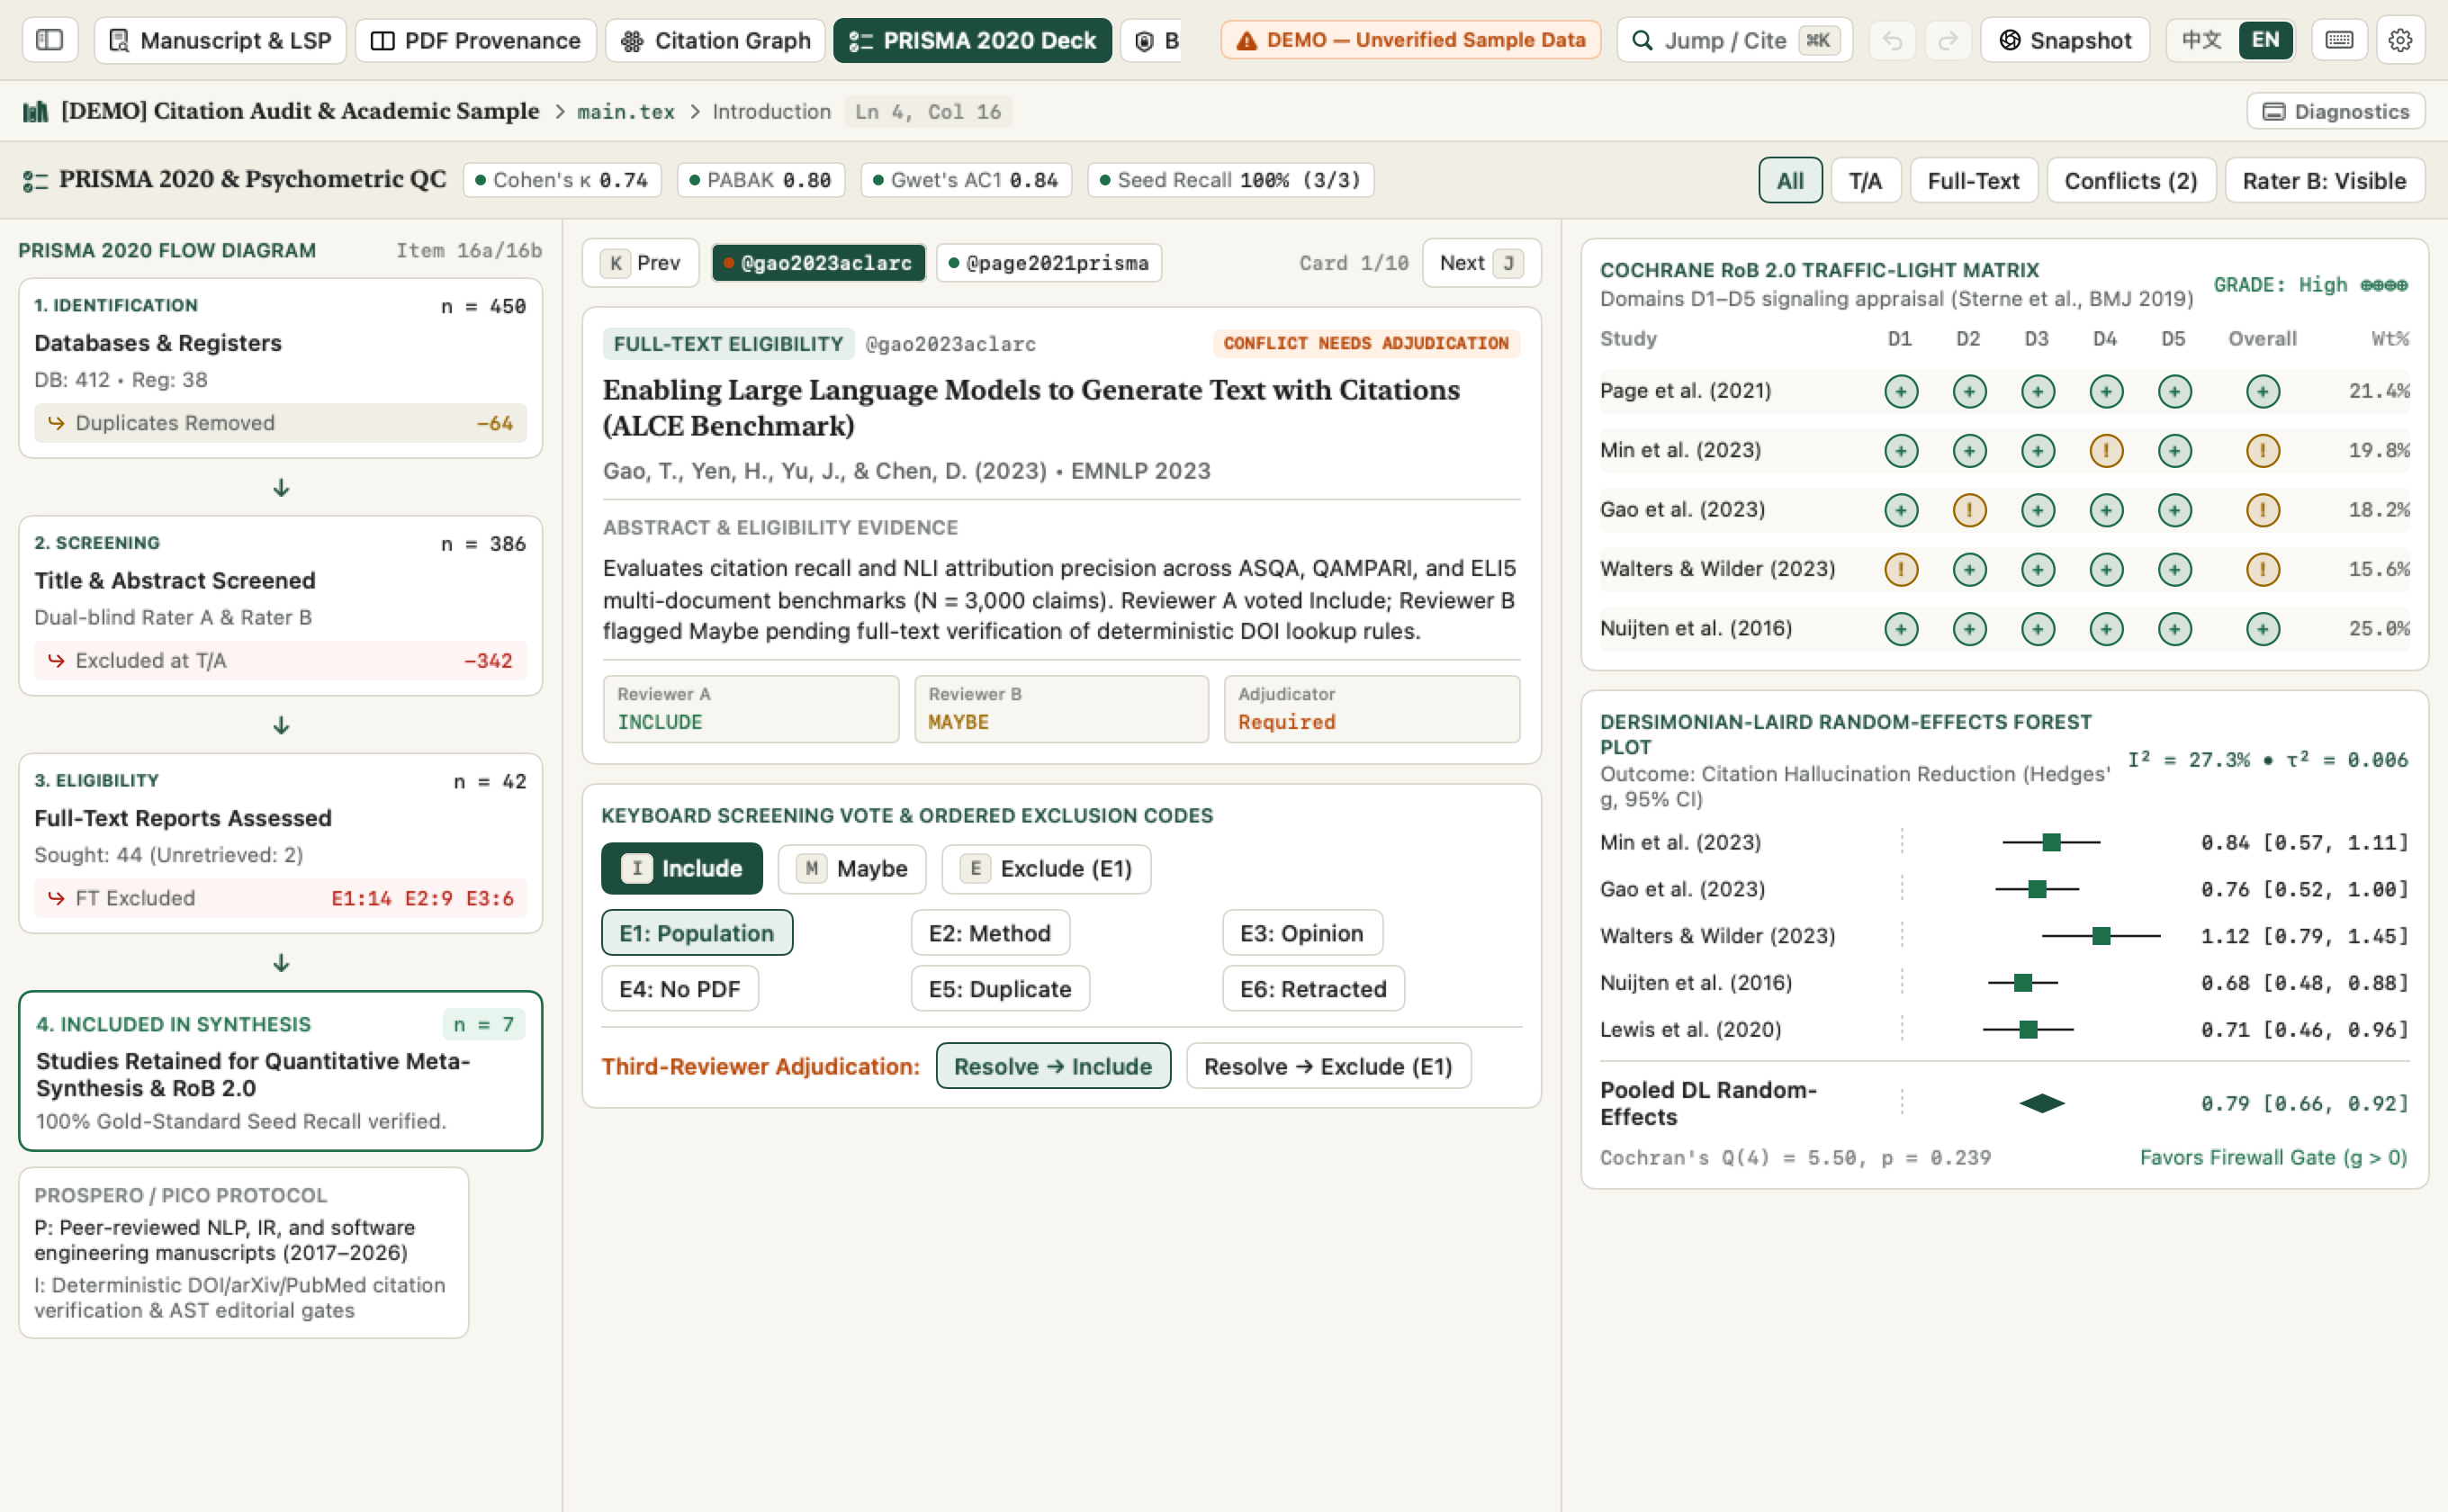 Manuscript & LSP
PDF Provenance
Citation Graph
PRISMA 2020 Deck
B
DEMO — Unverified Sample Data
Jump / Cite ⌘K
Snapshot
中文 EN
[DEMO] Citation Audit & Academic Sample > main.tex > Introduction Ln 4, Col 16
Diagnostics
PRISMA 2020 & Psychometric QC
Cohen's κ 0.74
PABAK 0.80
Gwet's AC1 0.84
Seed Recall 100% (3/3)
All
T/A
Full-Text
Conflicts (2)
Rater B: Visible
PRISMA 2020 FLOW DIAGRAM Item 16a/16b
1. IDENTIFICATION n = 450
Databases & Registers
DB: 412 • Reg: 38
↪ Duplicates Removed −64
↓
2. SCREENING n = 386
Title & Abstract Screened
Dual-blind Rater A & Rater B
↪ Excluded at T/A −342
↓
3. ELIGIBILITY n = 42
Full-Text Reports Assessed
Sought: 44 (Unretrieved: 2)
↪ FT Excluded E1:14 E2:9 E3:6
↓
4. INCLUDED IN SYNTHESIS n = 7
Studies Retained for Quantitative Meta-
Synthesis & RoB 2.0
100% Gold-Standard Seed Recall verified.
PROSPERO / PICO PROTOCOL
P: Peer-reviewed NLP, IR, and software
engineering manuscripts (2017–2026)
I: Deterministic DOI/arXiv/PubMed citation
verification & AST editorial gates
K Prev
@gao2023aclarc
@page2021prisma
Card 1/10
Next J
FULL-TEXT ELIGIBILITY @gao2023aclarc CONFLICT NEEDS ADJUDICATION
Enabling Large Language Models to Generate Text with Citations
(ALCE Benchmark)
Gao, T., Yen, H., Yu, J., & Chen, D. (2023) • EMNLP 2023
ABSTRACT & ELIGIBILITY EVIDENCE
Evaluates citation recall and NLI attribution precision across ASQA, QAMPARI, and ELI5
multi-document benchmarks (N = 3,000 claims). Reviewer A voted Include; Reviewer B
flagged Maybe pending full-text verification of deterministic DOI lookup rules.
Reviewer A
INCLUDE
Reviewer B
MAYBE
Adjudicator
Required
KEYBOARD SCREENING VOTE & ORDERED EXCLUSION CODES
I Include
M Maybe
E Exclude (E1)
E1: Population
E2: Method
E3: Opinion
E4: No PDF
E5: Duplicate
E6: Retracted
Third-Reviewer Adjudication:
Resolve → Include
Resolve → Exclude (E1)
COCHRANE RoB 2.0 TRAFFIC-LIGHT MATRIX
Domains D1–D5 signaling appraisal (Sterne et al., BMJ 2019)
GRADE: High ⊕⊕⊕⊕
Study D1 D2 D3 D4 D5 Overall Wt%
Page et al. (2021) + + + + + + 21.4%
Min et al. (2023) + + + ! + ! 19.8%
Gao et al. (2023) + ! + + + ! 18.2%
Walters & Wilder (2023) ! + + + + ! 15.6%
Nuijten et al. (2016) + + + + + + 25.0%
DERSIMONIAN-LAIRD RANDOM-EFFECTS FOREST
PLOT
Outcome: Citation Hallucination Reduction (Hedges'
g, 95% CI)
I² = 27.3% • τ² = 0.006
Min et al. (2023) 0.84 [0.57, 1.11]
Gao et al. (2023) 0.76 [0.52, 1.00]
Walters & Wilder (2023) 1.12 [0.79, 1.45]
Nuijten et al. (2016) 0.68 [0.48, 0.88]
Lewis et al. (2020) 0.71 [0.46, 0.96]
Pooled DL Random-
Effects
0.79 [0.66, 0.92]
Cochran's Q(4) = 5.50, p = 0.239
Favors Firewall Gate (g > 0)